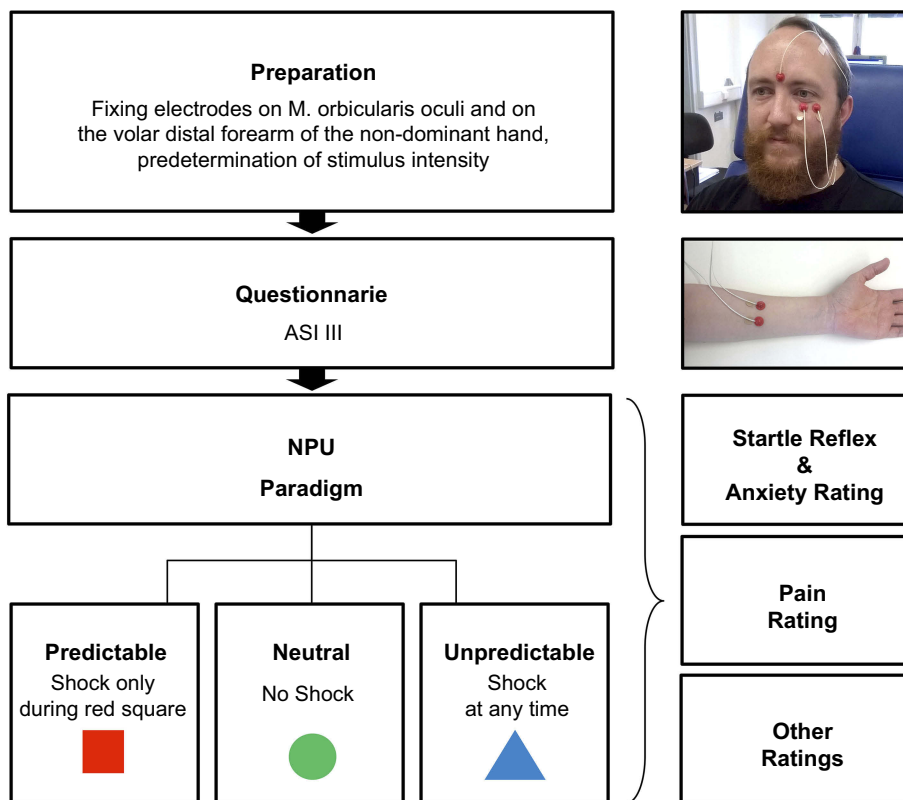 Preparation
Fixing electrodes on M. orbicularis oculi and on
the volar distal forearm of the non-dominant hand,
predetermination of stimulus intensity
Questionnarie
ASI III
NPU
Paradigm
Predictable
Shock only
during red square
Neutral
No Shock
Unpredictable
Shock
at any time
Startle Reflex
&
Anxiety Rating
Pain
Rating
Other
Ratings